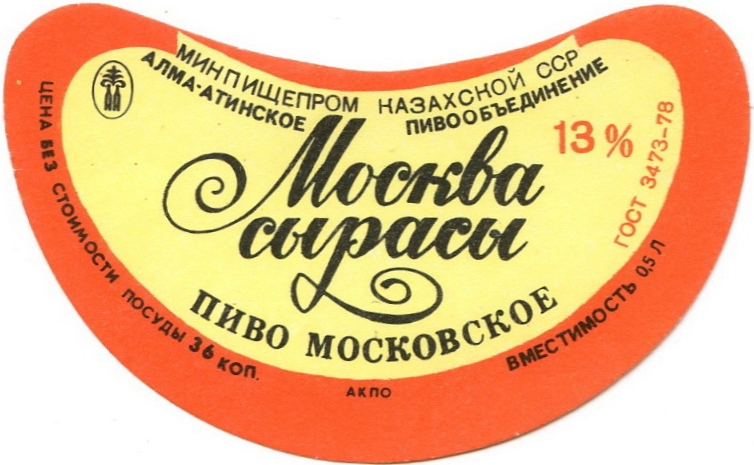 МИНПИЩЕПРОМ КАЗАХСКОЙ ССР
АЛМА-АТИНСКОЕ ПИВООБЪЕДИНЕНИЕ
13 %
Москва
сырасы
ПИВО МОСКОВСКОЕ
ГОСТ 3473-78
ЦЕНА БЕЗ СТОИМОСТИ ПОСУДЫ 36 КОП.
АКПО
ВМЕСТИМОСТЬ 0,5 Л